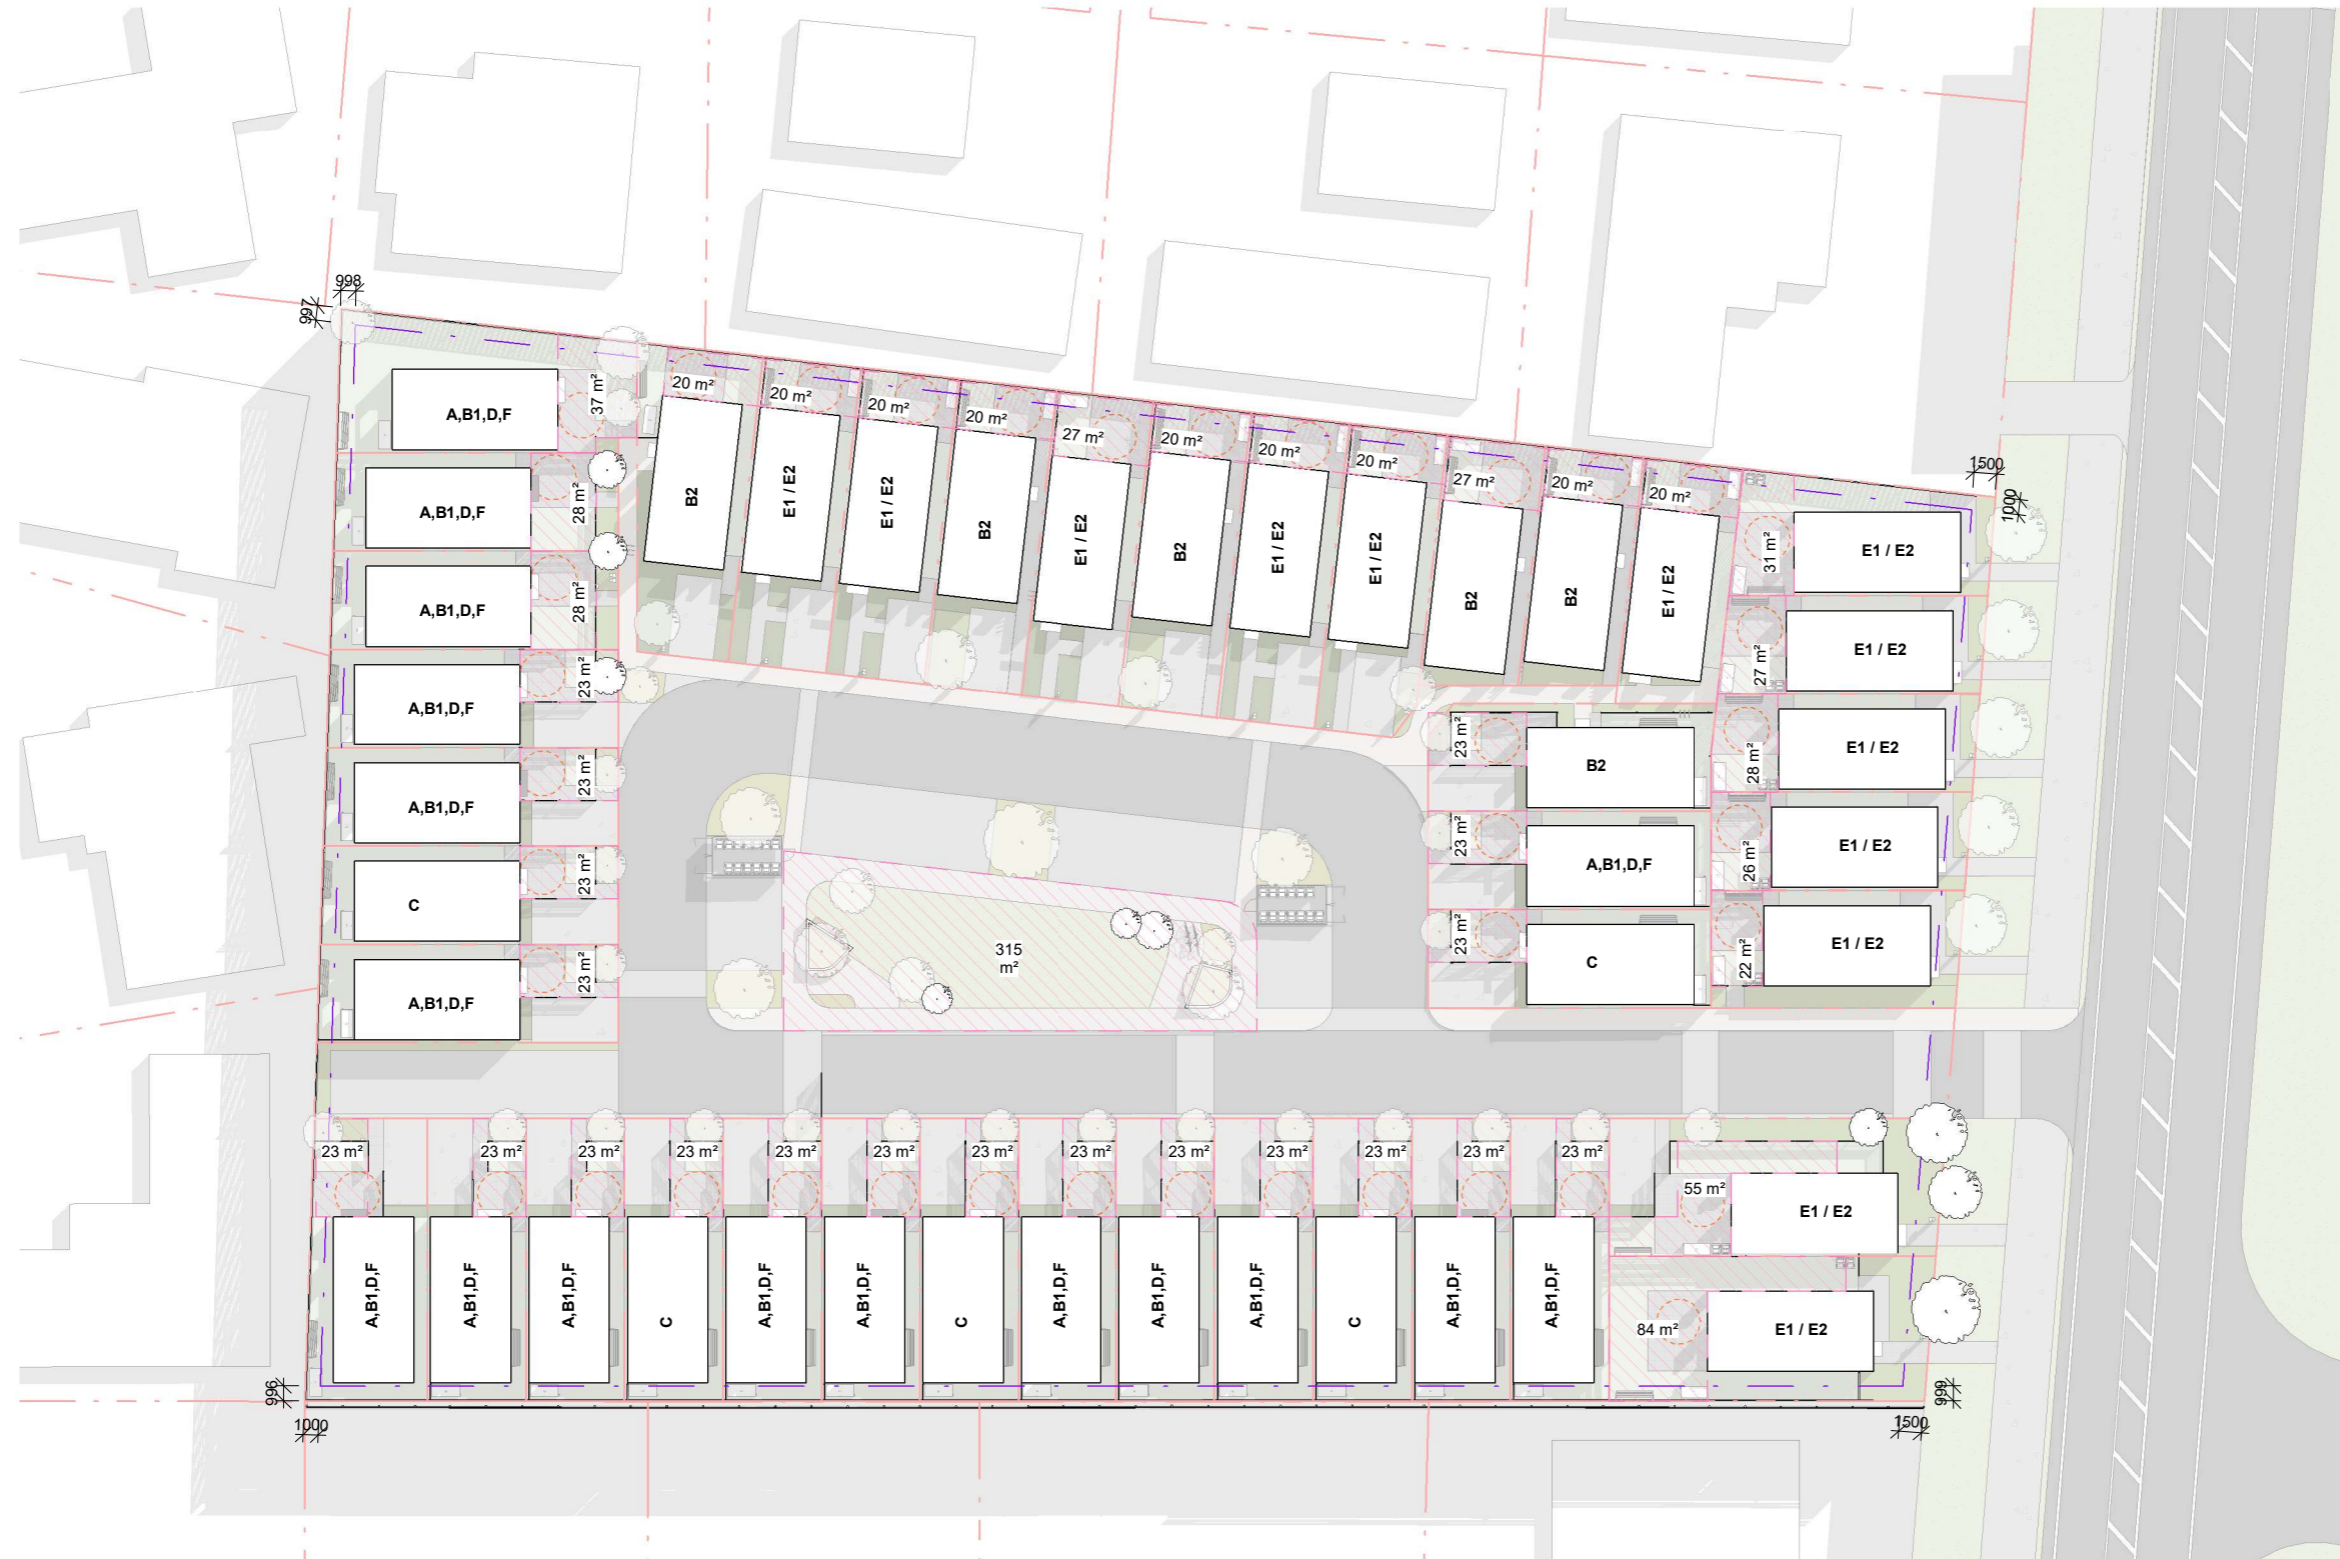 998
997
A,B1,D,F
37 m²
20 m²
20 m²
20 m²
20 m²
27 m²
20 m²
20 m²
20 m²
27 m²
20 m²
20 m²
1500
1000
A,B1,D,F
28 m²
B2
E1 / E2
E1 / E2
B2
E1 / E2
B2
E1 / E2
E1 / E2
B2
B2
E1 / E2
31 m²
E1 / E2
A,B1,D,F
28 m²
27 m²
E1 / E2
A,B1,D,F
23 m²
23 m²
B2
28 m²
E1 / E2
A,B1,D,F
23 m²
23 m²
A,B1,D,F
26 m²
E1 / E2
C
23 m²
23 m²
C
22 m²
E1 / E2
A,B1,D,F
23 m²
315
m²
23 m²
23 m²
23 m²
23 m²
23 m²
23 m²
23 m²
23 m²
23 m²
23 m²
23 m²
23 m²
23 m²
55 m²
E1 / E2
A,B1,D,F
A,B1,D,F
A,B1,D,F
C
A,B1,D,F
A,B1,D,F
C
A,B1,D,F
A,B1,D,F
A,B1,D,F
C
A,B1,D,F
A,B1,D,F
84 m²
E1 / E2
996
1000
999
1500